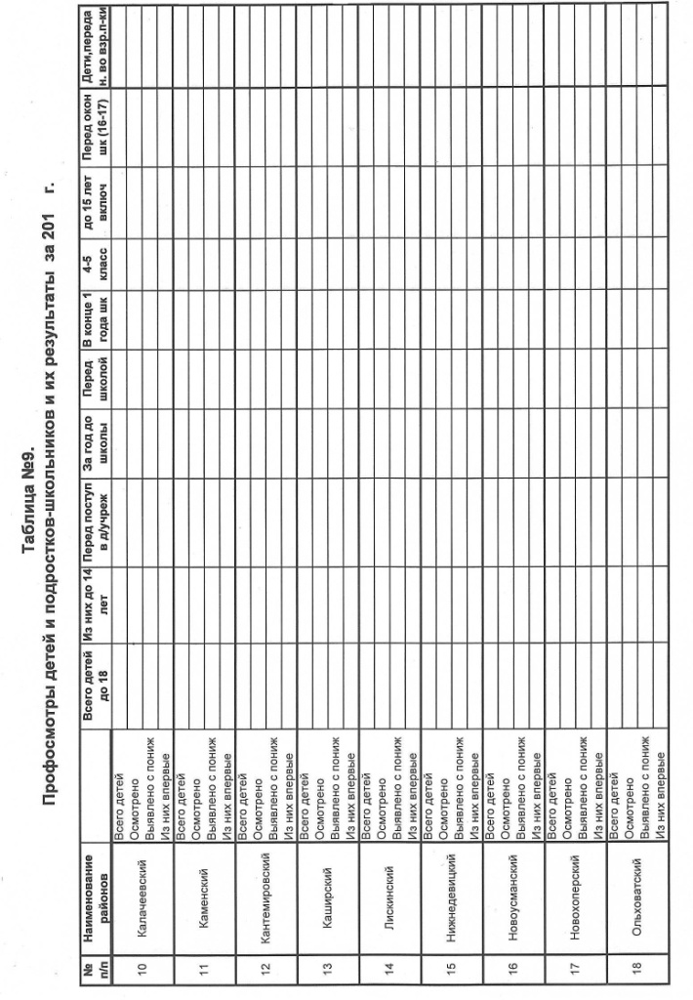 Таблица №9.
Профосмотры детей и подростков-школьников и их результаты за 201 г.
№ п/п
Наименование районов
Всего детей до 18
Из них до 14 лет
Перед поступ в д/учреж
За год до школы
Перед школой
В конце 1 года шк
4-5 класс
до 15 лет включ
Перед окон шк (16-17)
Дети,переда н. во взр.п-ки
10 Калачеевский
Всего детей
Осмотрено
Выявлено с пониж
Из них впервые
11 Каменский
Всего детей
Осмотрено
Выявлено с пониж
Из них впервые
12 Кантемировский
Всего детей
Осмотрено
Выявлено с пониж
Из них впервые
13 Каширский
Всего детей
Осмотрено
Выявлено с пониж
Из них впервые
14 Лискинский
Всего детей
Осмотрено
Выявлено с пониж
Из них впервые
15 Нижнедевицкий
Всего детей
Осмотрено
Выявлено с пониж
Из них впервые
16 Новоусманский
Всего детей
Осмотрено
Выявлено с пониж
Из них впервые
17 Новохоперский
Всего детей
Осмотрено
Выявлено с пониж
Из них впервые
18 Ольховатский
Всего детей
Осмотрено
Выявлено с пониж
Из них впервые